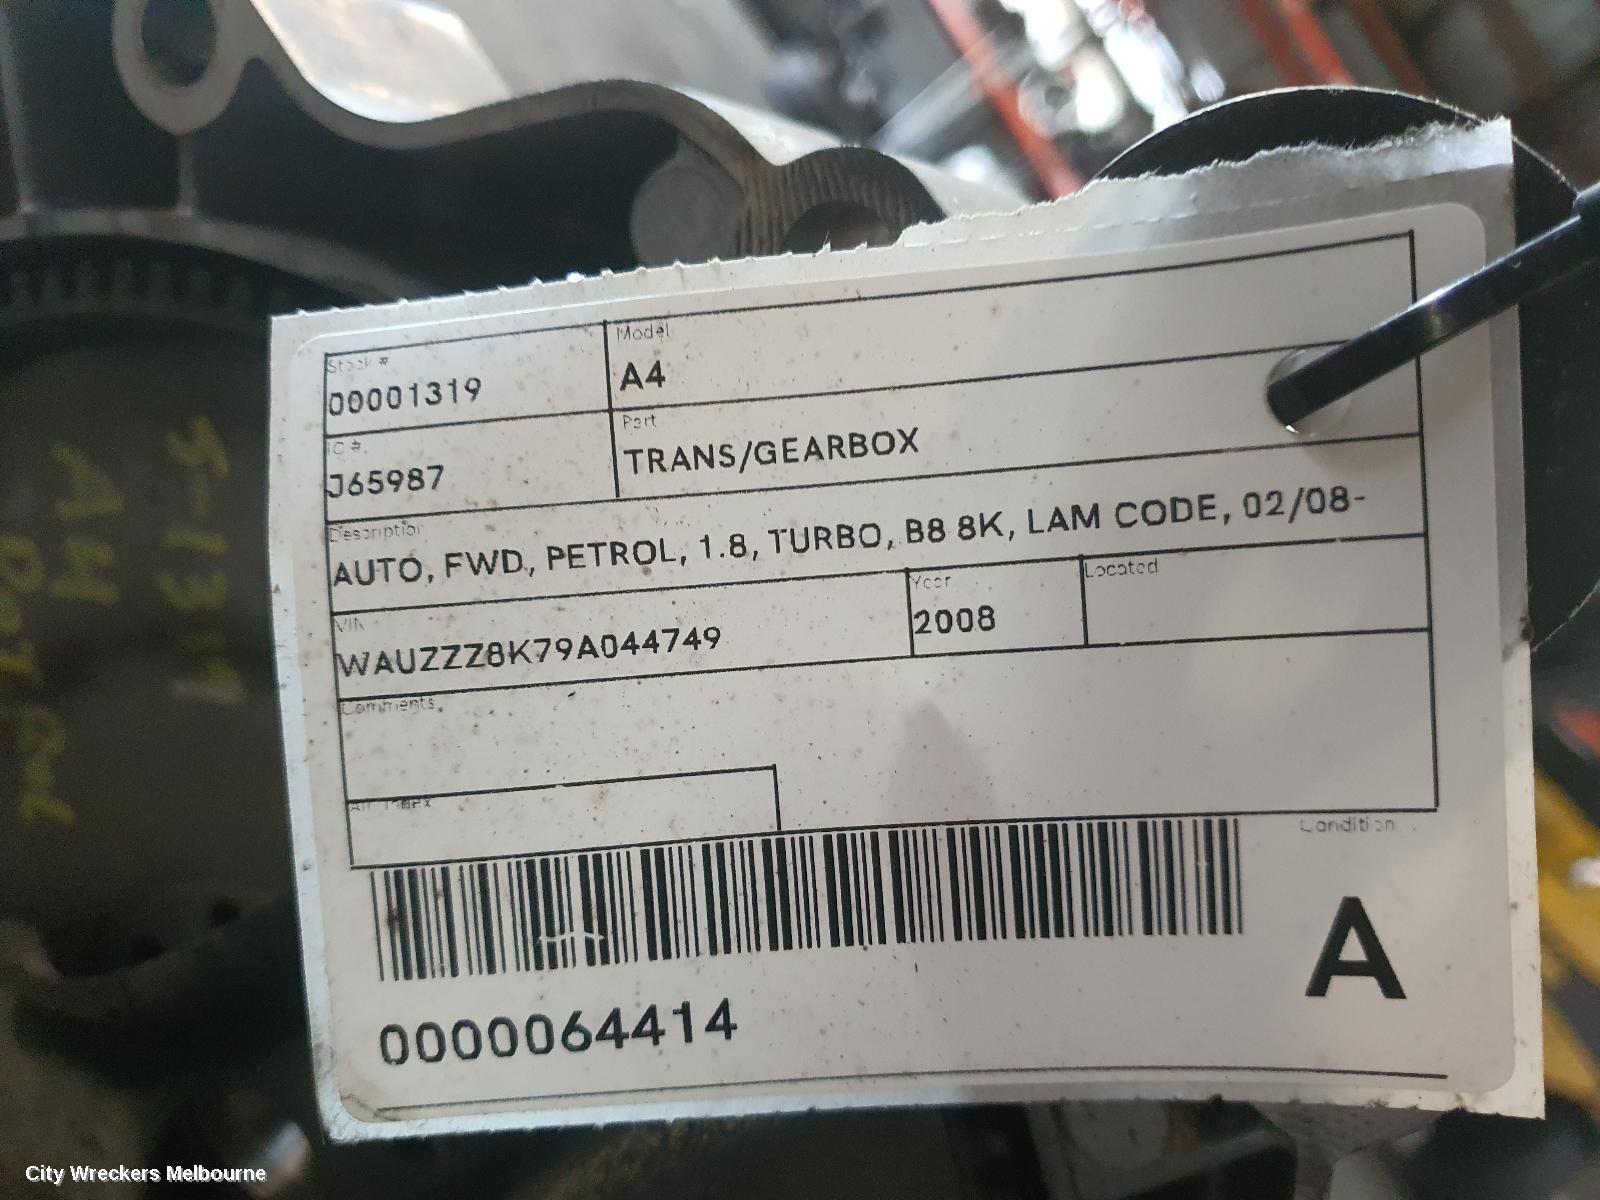 Stock #
00001319
Model
A4
IC #.
J65987
Part
TRANS/GEARBOX
Description
AUTO, FWD, PETROL, 1.8, TURBO, B8 8K, LAM CODE, 02/08-
VIN
WAUZZZ8K79A044749
Year
2008
Located
Comments.
Condition
A
0000064414
City Wreckers Melbourne